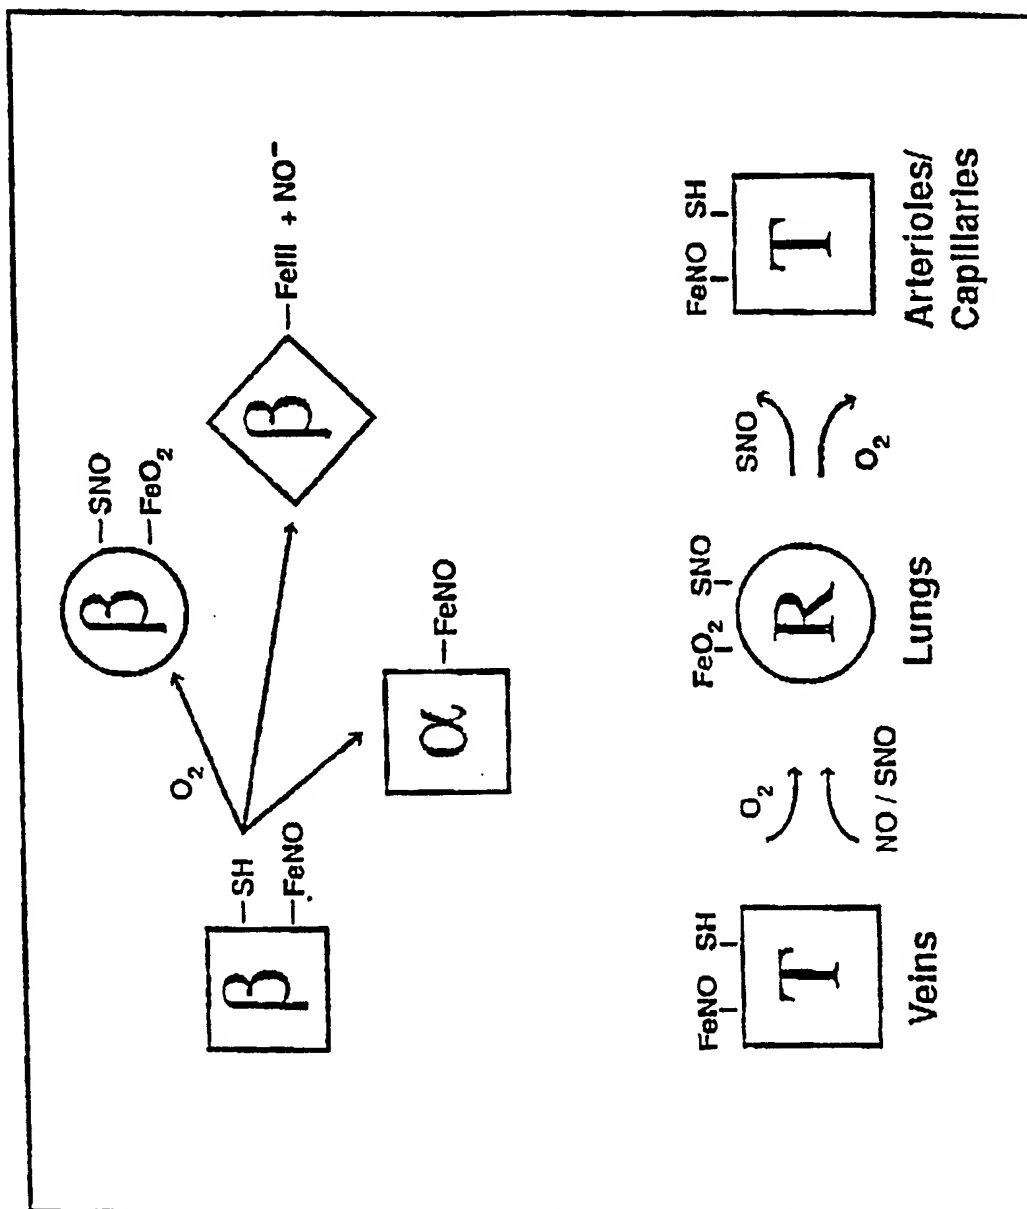 β
–SH
–FeNO
O₂
β
–SNO
–FeO₂
α
–FeNO
β
–FeIII + NO⁻
FeNO SH
T
Veins
O₂
NO / SNO
FeO₂ SNO
R
Lungs
SNO
O₂
FeNO SH
T
Arterioles/
Capillaries